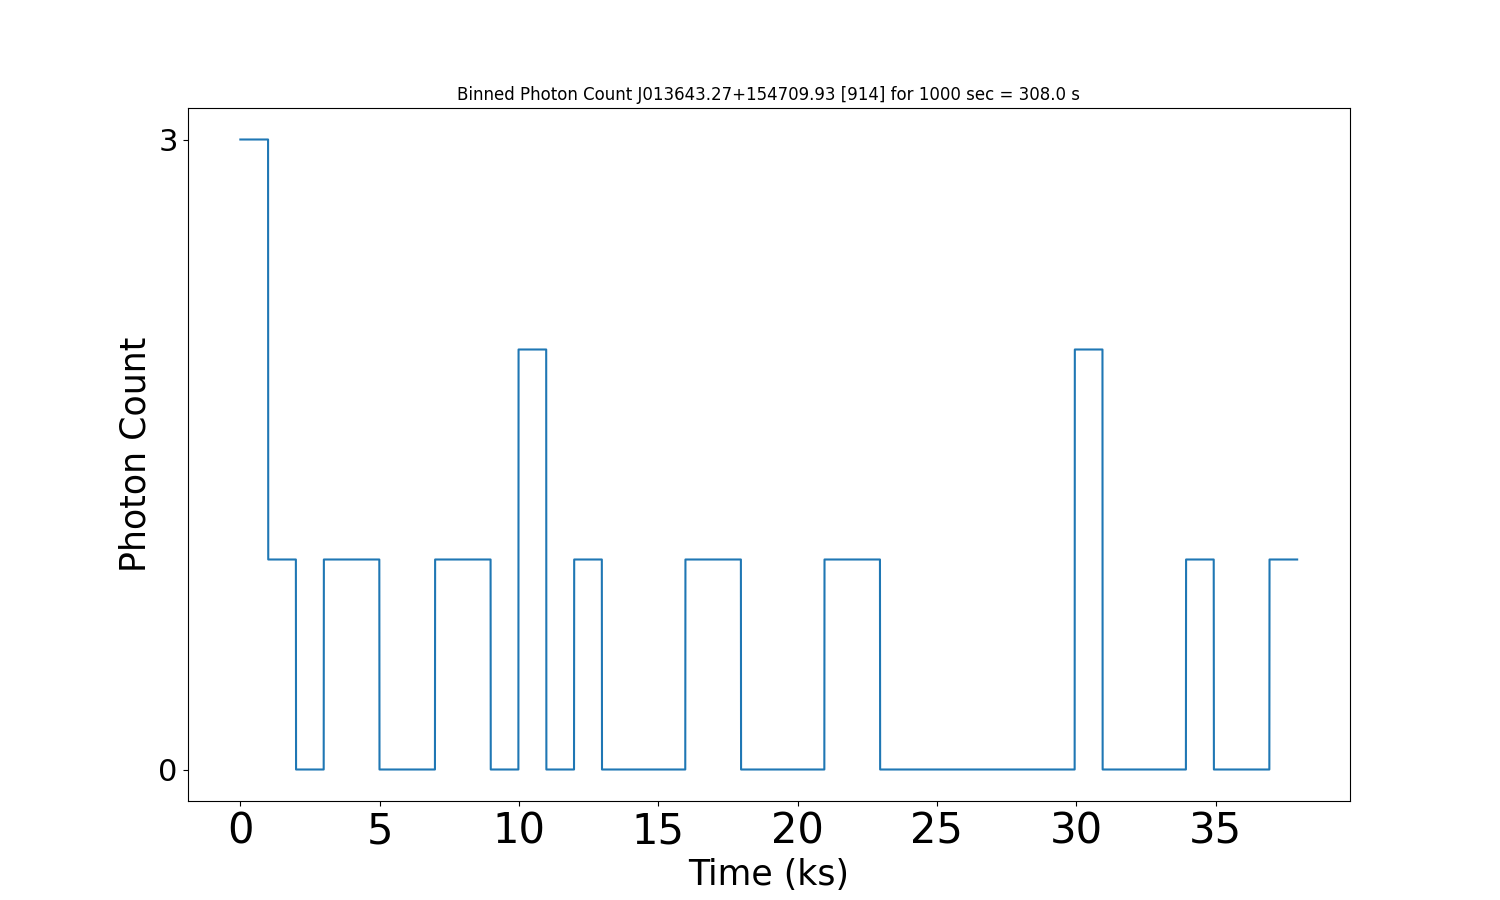 Binned Photon Count J013643.27+154709.93 [914] for 1000 sec = 308.0 s
3
Photon Count
0
0 5 10 15 20 25 30 35
Time (ks)